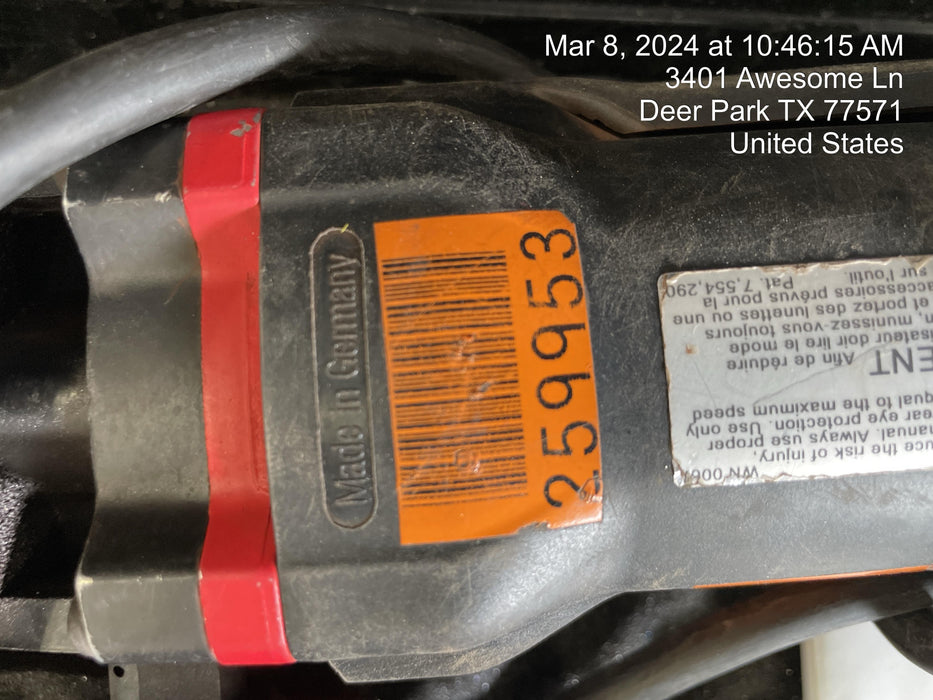 Mar 8, 2024 at 10:46:15 AM
3401 Awesome Ln
Deer Park TX 77571
United States
Made in Germany
259953
WN 006
uce the risk of injury,
manual. Always use proper
ear eye protection. Use only
qual to the maximum speed
ENT Afin de réduire
isateur doit lire le mode
n, munissez-vous toujours
et portez des lunettes ou une
accessoires prévus pour la
sur l'outil.
Pat. 7,554,290